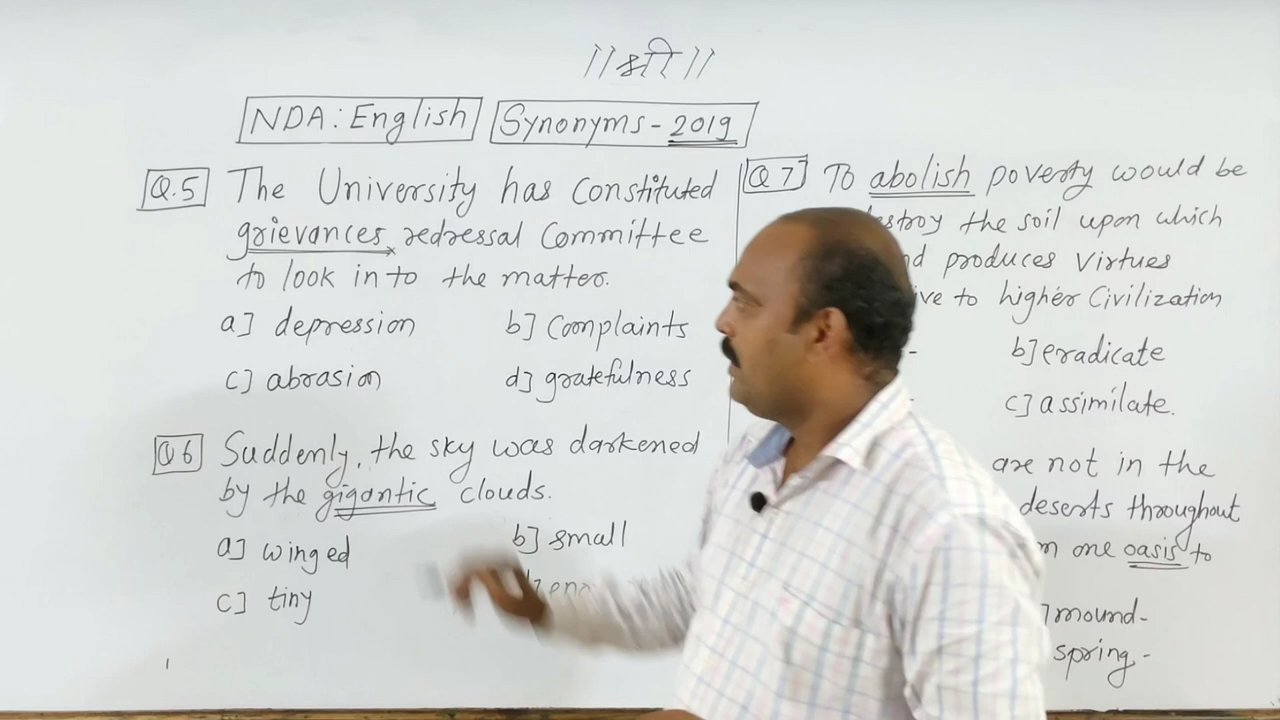 ।।श्री।।
NDA: English Synonyms-2019
Q.5 The University has constituted
grievances redressal Committee
to look in to the matter.
a] depression b] complaints
c] abrasion d] gratefulness
Q6 Suddenly, the sky was darkened
by the gigantic clouds.
a] winged b] small
c] tiny
Q7 To abolish poverty would be
the soil upon which
produces virtues
to higher Civilization
b] eradicate
c] assimilate.
are not in the
deserts throughout
one oasis to
mound-
spring-